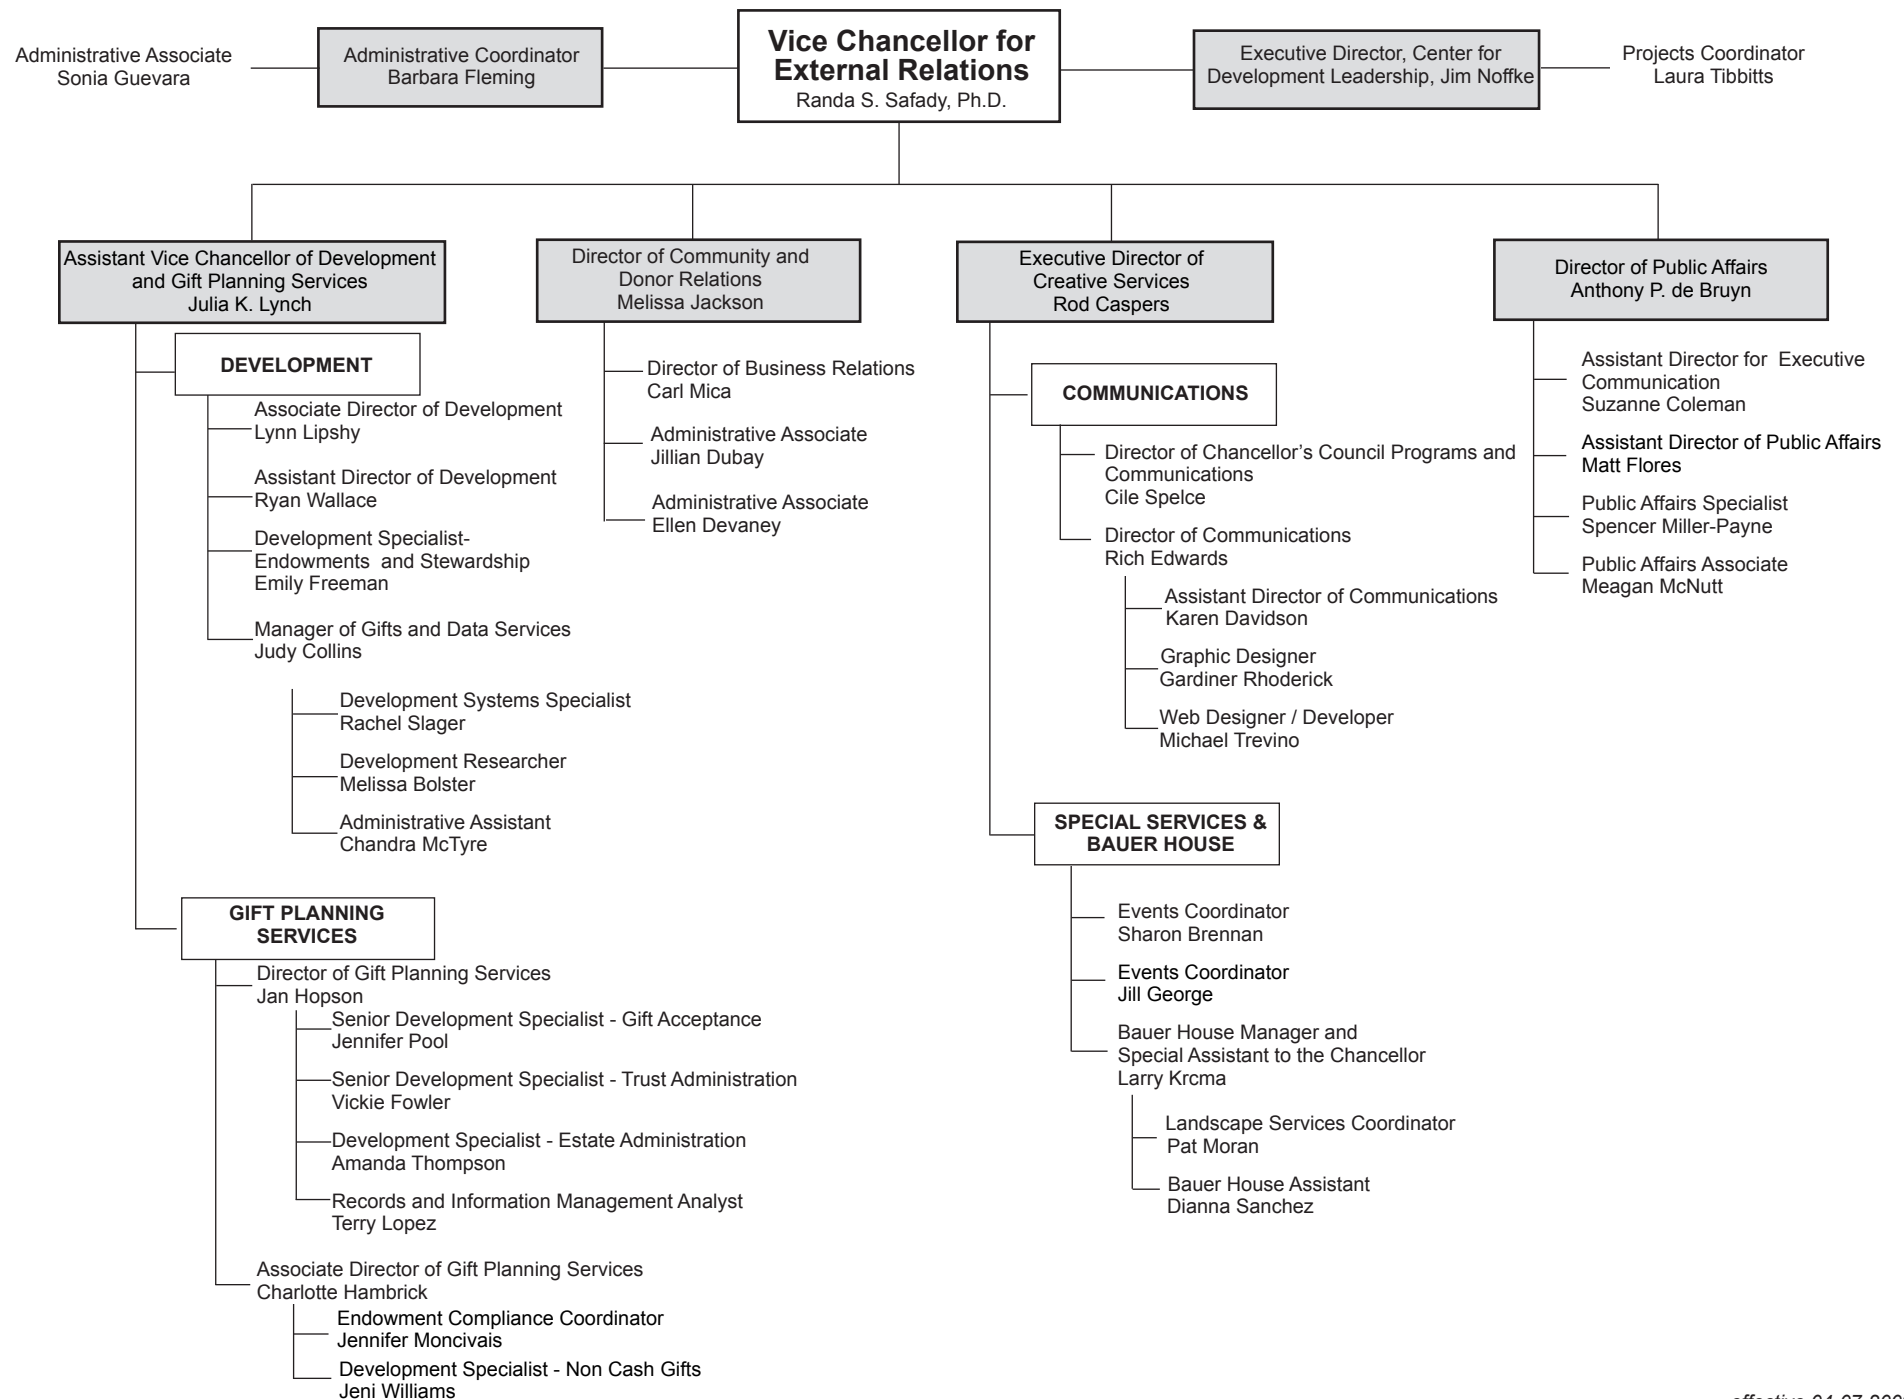 Administrative Associate
Sonia Guevara
Administrative Coordinator
Barbara Fleming
Vice Chancellor for
External Relations
Randa S. Safady, Ph.D.
Executive Director, Center for
Development Leadership, Jim Noffke
Projects Coordinator
Laura Tibbitts
Assistant Vice Chancellor of Development
and Gift Planning Services
Julia K. Lynch
DEVELOPMENT
Associate Director of Development
Lynn Lipshy
Assistant Director of Development
Ryan Wallace
Development Specialist-
Endowments and Stewardship
Emily Freeman
Manager of Gifts and Data Services
Judy Collins
Development Systems Specialist
Rachel Slager
Development Researcher
Melissa Bolster
Administrative Assistant
Chandra McTyre
GIFT PLANNING
SERVICES
Director of Gift Planning Services
Jan Hopson
Senior Development Specialist - Gift Acceptance
Jennifer Pool
Senior Development Specialist - Trust Administration
Vickie Fowler
Development Specialist - Estate Administration
Amanda Thompson
Records and Information Management Analyst
Terry Lopez
Associate Director of Gift Planning Services
Charlotte Hambrick
Endowment Compliance Coordinator
Jennifer Moncivais
Development Specialist - Non Cash Gifts
Jeni Williams
Director of Community and
Donor Relations
Melissa Jackson
Director of Business Relations
Carl Mica
Administrative Associate
Jillian Dubay
Administrative Associate
Ellen Devaney
Executive Director of
Creative Services
Rod Caspers
COMMUNICATIONS
Director of Chancellor's Council Programs and
Communications
Cile Spelce
Director of Communications
Rich Edwards
Assistant Director of Communications
Karen Davidson
Graphic Designer
Gardiner Rhoderick
Web Designer / Developer
Michael Trevino
SPECIAL SERVICES &
BAUER HOUSE
Events Coordinator
Sharon Brennan
Events Coordinator
Jill George
Bauer House Manager and
Special Assistant to the Chancellor
Larry Krcma
Landscape Services Coordinator
Pat Moran
Bauer House Assistant
Dianna Sanchez
Director of Public Affairs
Anthony P. de Bruyn
Assistant Director for Executive
Communication
Suzanne Coleman
Assistant Director of Public Affairs
Matt Flores
Public Affairs Specialist
Spencer Miller-Payne
Public Affairs Associate
Meagan McNutt